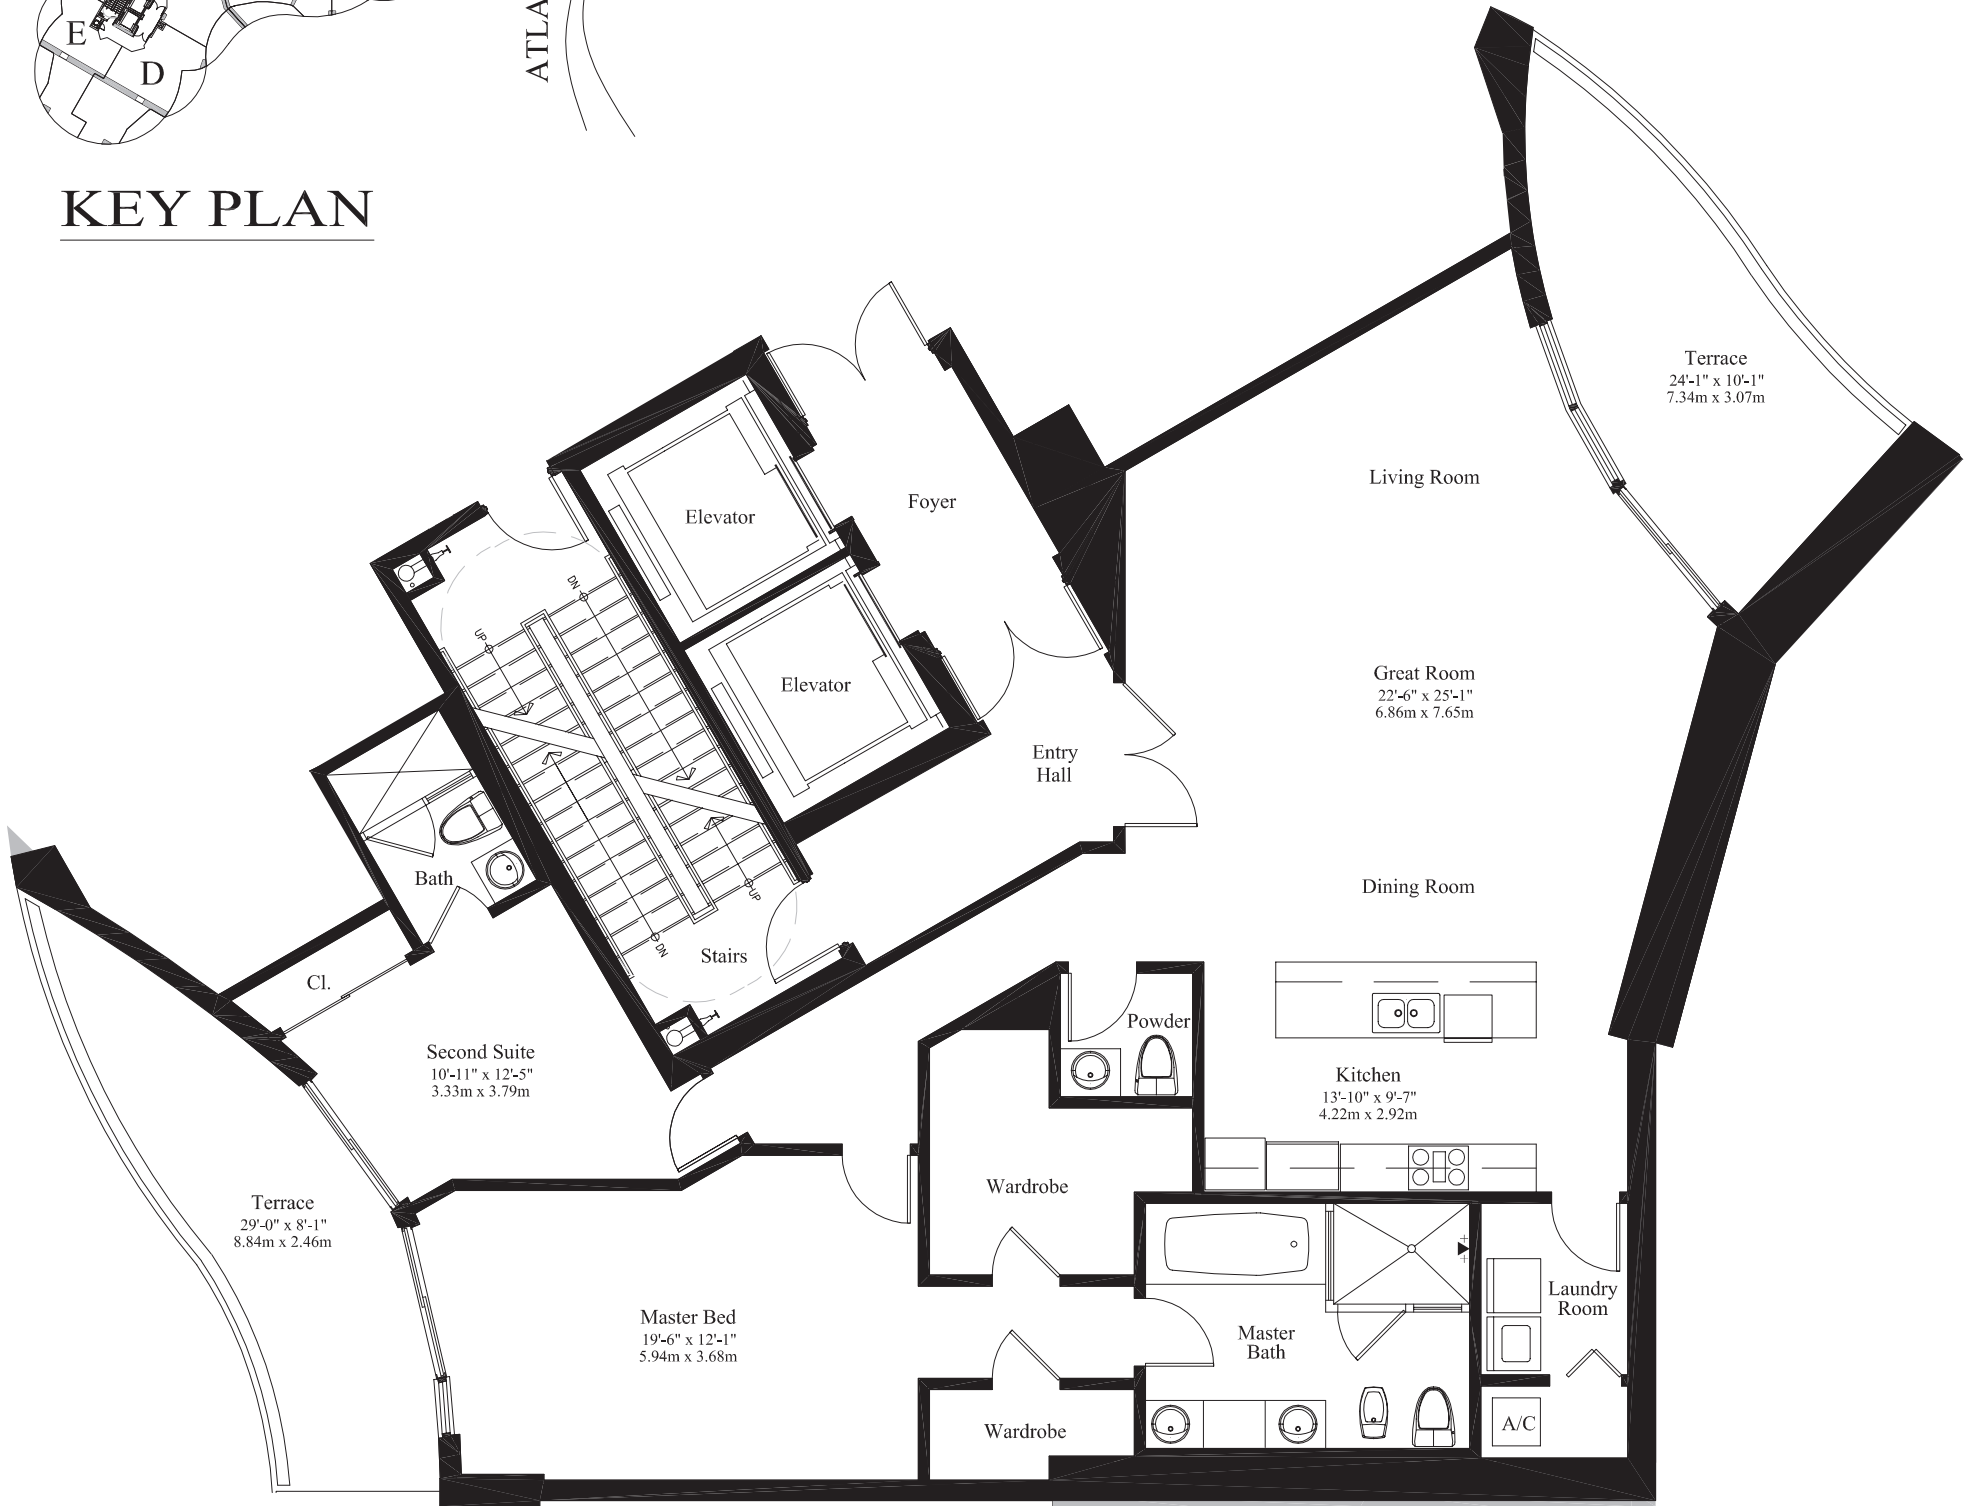 E
D
ATLA
KEY PLAN
Terrace
24'-1" x 10'-1"
7.34m x 3.07m
Living Room
Foyer
Elevator
DN
UP
Great Room
22'-6" x 25'-1"
6.86m x 7.65m
Elevator
Entry
Hall
Bath
Dining Room
UP
DN
Stairs
Cl.
Powder
Second Suite
10'-11" x 12'-5"
3.33m x 3.79m
Kitchen
13'-10" x 9'-7"
4.22m x 2.92m
Wardrobe
Terrace
29'-0" x 8'-1"
8.84m x 2.46m
Laundry
Room
Master Bed
19'-6" x 12'-1"
5.94m x 3.68m
Master
Bath
Wardrobe
A/C